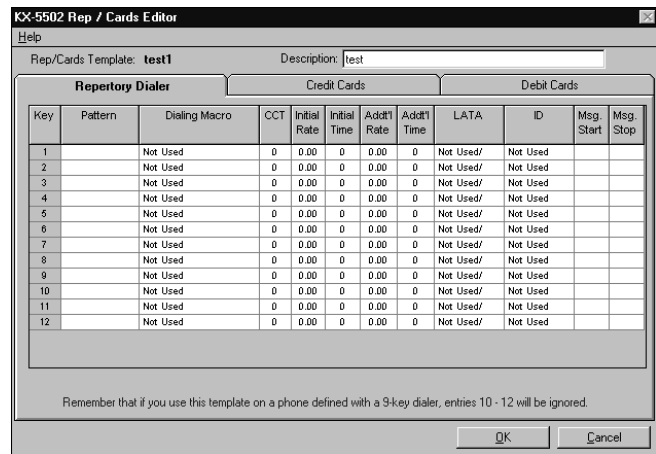 KX-5502 Rep / Cards Editor
Help
Rep/Cards Template: test1 Description: test
Repertory Dialer Credit Cards Debit Cards
Key Pattern Dialing Macro CCT Initial Rate Initial Time Addt'l Rate Addt'l Time LATA ID Msg. Start Msg. Stop
1 Not Used 0 0.00 0 0.00 0 Not Used/ Not Used
2 Not Used 0 0.00 0 0.00 0 Not Used/ Not Used
3 Not Used 0 0.00 0 0.00 0 Not Used/ Not Used
4 Not Used 0 0.00 0 0.00 0 Not Used/ Not Used
5 Not Used 0 0.00 0 0.00 0 Not Used/ Not Used
6 Not Used 0 0.00 0 0.00 0 Not Used/ Not Used
7 Not Used 0 0.00 0 0.00 0 Not Used/ Not Used
8 Not Used 0 0.00 0 0.00 0 Not Used/ Not Used
9 Not Used 0 0.00 0 0.00 0 Not Used/ Not Used
10 Not Used 0 0.00 0 0.00 0 Not Used/ Not Used
11 Not Used 0 0.00 0 0.00 0 Not Used/ Not Used
12 Not Used 0 0.00 0 0.00 0 Not Used/ Not Used
Remember that if you use this template on a phone defined with a 9-key dialer, entries 10 - 12 will be ignored.
OK Cancel